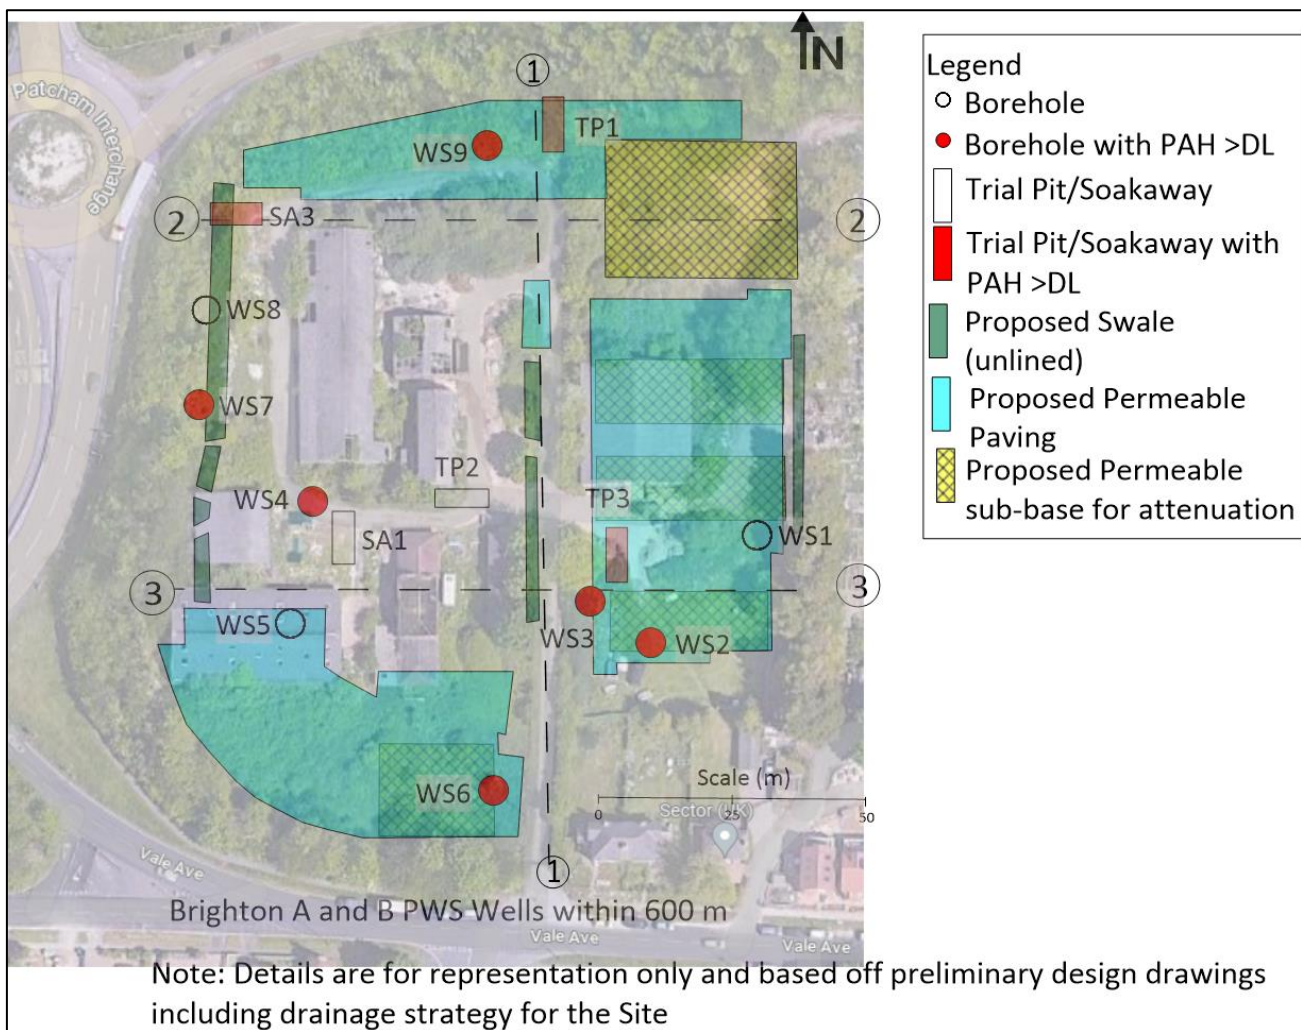 N
Patcham Interchange
1
WS9
TP1
2
SA3
2
WS8
WS7
TP2
WS4
SA1
TP3
WS1
3
3
WS5
WS3
WS2
WS6
Scale (m)
0 25 50
Sector (UK)
1
Vale Ave
Brighton A and B PWS Wells within 600 m
Vale Ave
Vale Ave
Note: Details are for representation only and based off preliminary design drawings
including drainage strategy for the Site
Legend
Borehole
Borehole with PAH >DL
Trial Pit/Soakaway
Trial Pit/Soakaway with
PAH >DL
Proposed Swale
(unlined)
Proposed Permeable
Paving
Proposed Permeable
sub-base for attenuation